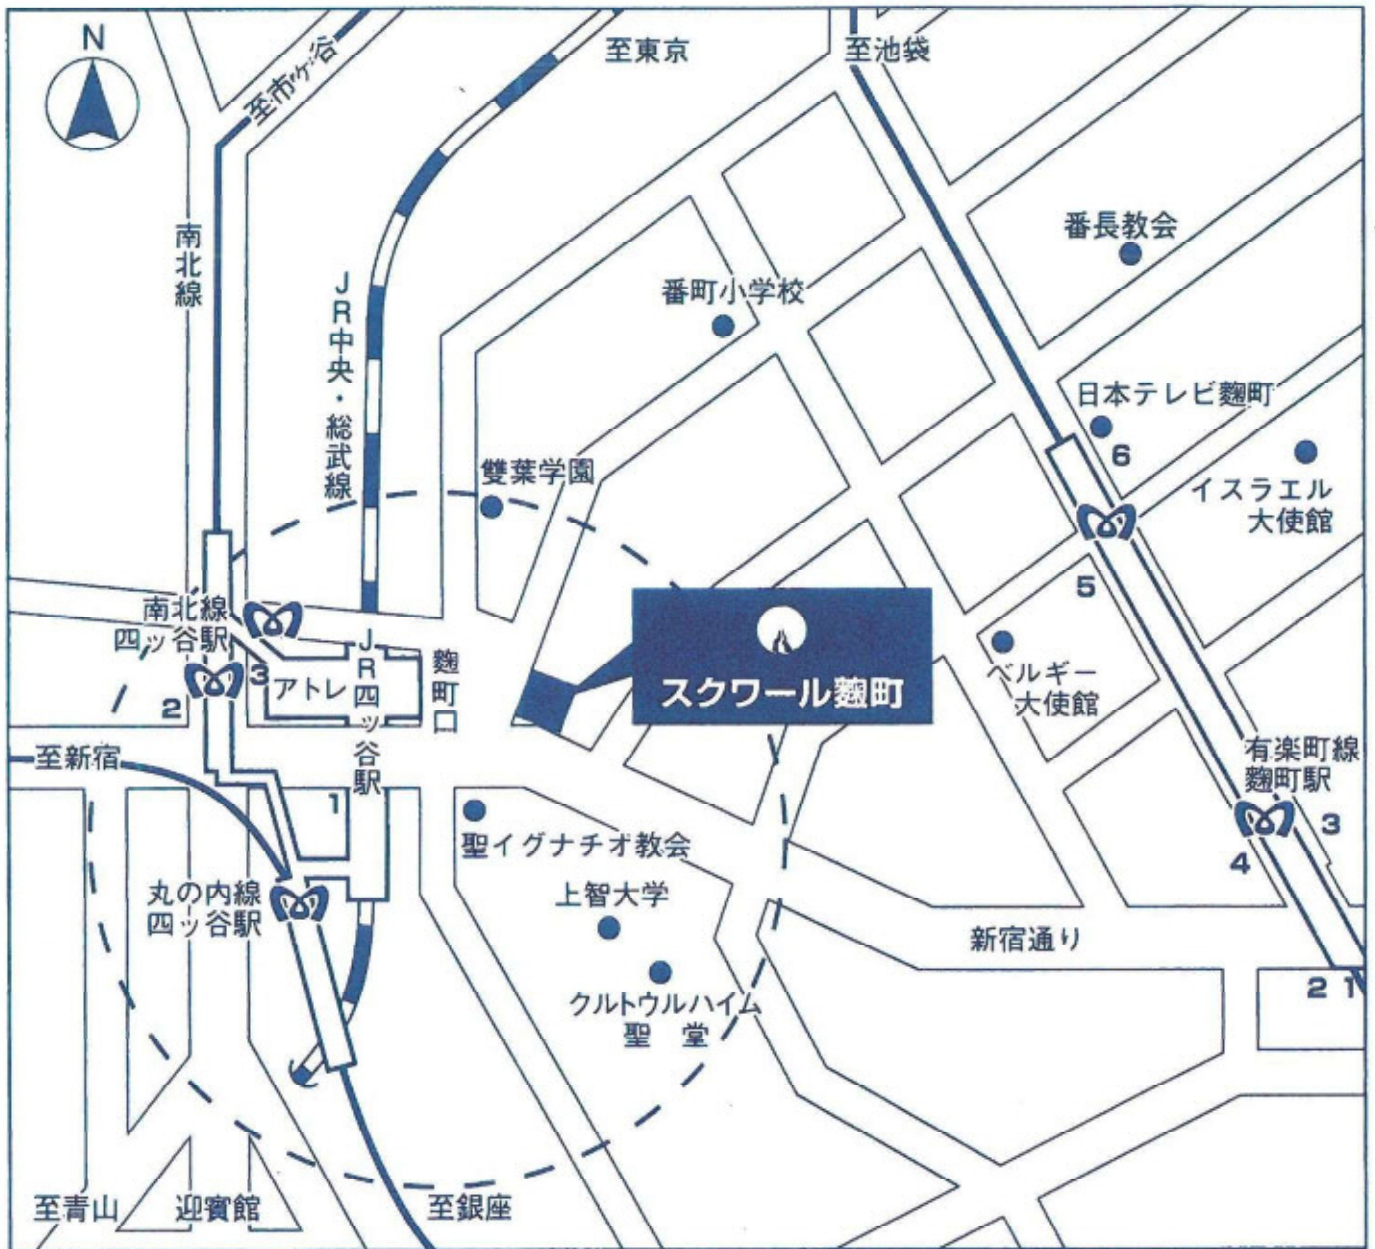 N
至東京
至池袋
至市ヶ谷
南北線
JR中央・総武線
番長教会
番町小学校
日本テレビ麴町
6
イスラエル
大使館
雙葉学園
5
南北線
四ッ谷駅
3
2
アトレ
JR四ッ谷駅
麴町口
スクワール麴町
ベルギー
大使館
有楽町線
麴町駅
3
4
至新宿
1
聖イグナチオ教会
上智大学
丸の内線
四ッ谷駅
新宿通り
クルトゥルハイム
聖 堂
2 1
至青山
迎賓館
至銀座